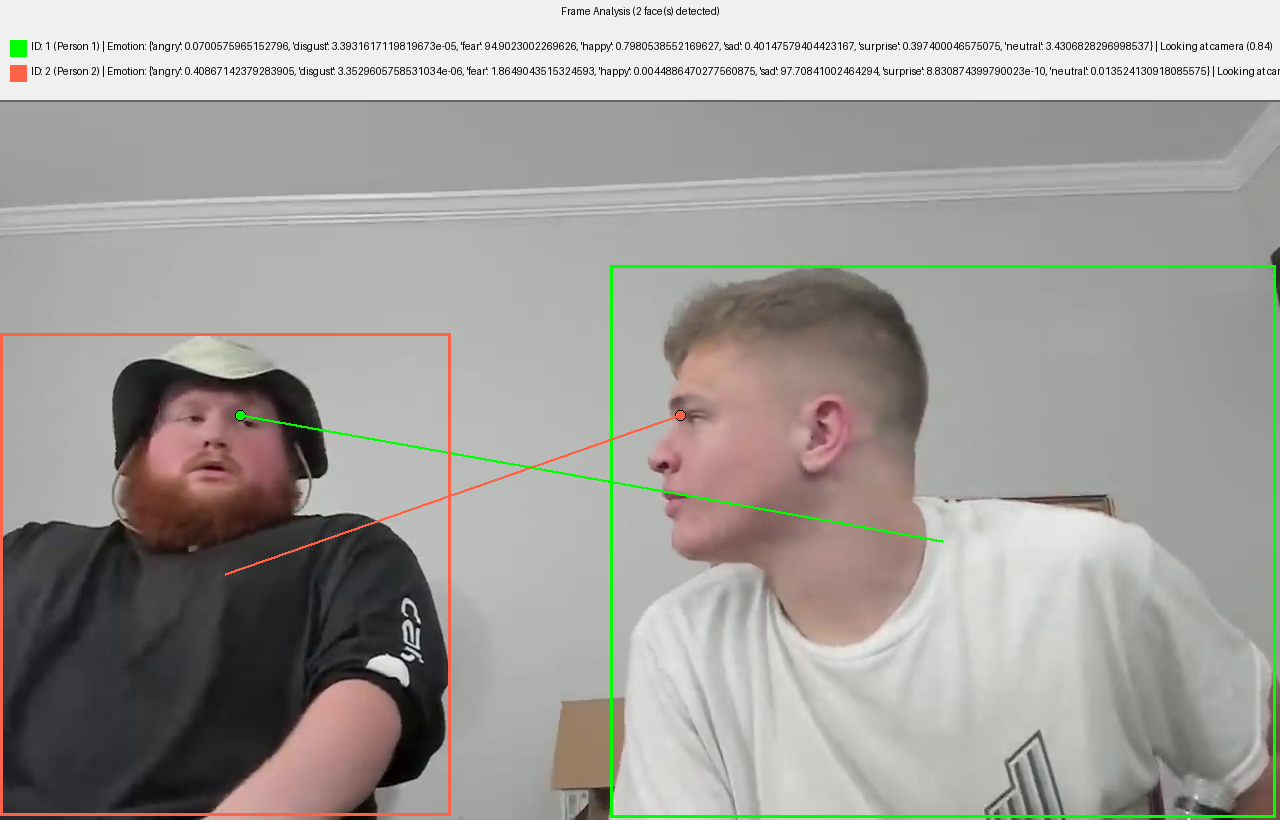 Frame Analysis (2 face(s) detected)
ID: 1 (Person 1) | Emotion: {'angry': 0.0700575965152796, 'disgust': 3.3931617119819673e-05, 'fear': 94.9023002269626, 'happy': 0.7980538552169627, 'sad': 0.40147579404423167, 'surprise': 0.397400046575075, 'neutral': 3.4306828296998537} | Looking at camera (0.84)
ID: 2 (Person 2) | Emotion: {'angry': 0.40867142379283905, 'disgust': 3.3529605758531034e-06, 'fear': 1.8649043515324593, 'happy': 0.0044886470277560875, 'sad': 97.70841002464294, 'surprise': 8.830874399790023e-10, 'neutral': 0.013524130918085575} | Looking at car